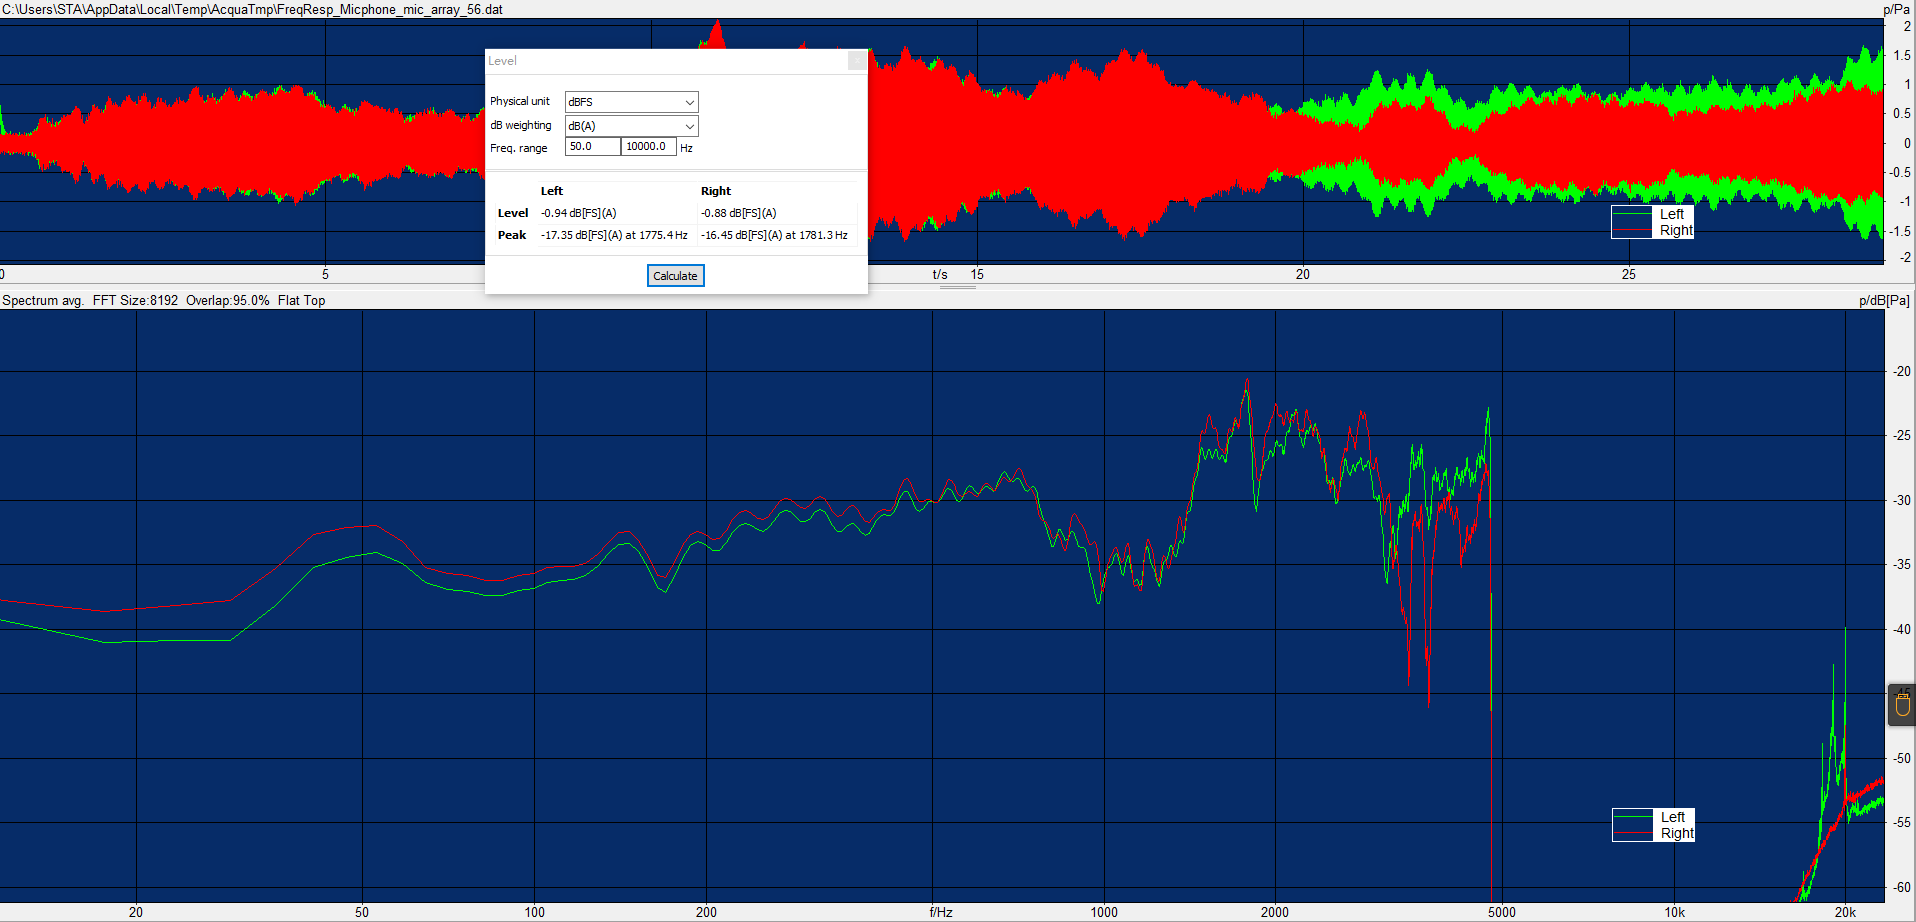 C:\Users\STA\AppData\Local\Temp\AcquaTmp\FreqResp_Micphone_mic_array_56.dat
p/Pa
2
1.5
1
0.5
0
-0.5
-1
-1.5
-2
Level
Physical unit dBFS
dB weighting dB(A)
Freq. range 50.0 10000.0 Hz
Left Right
Level -0.94 dB[FS](A) -0.88 dB[FS](A)
Peak -17.35 dB[FS](A) at 1775.4 Hz -16.45 dB[FS](A) at 1781.3 Hz
Calculate
Left
Right
0 5 t/s 15 20 25
Spectrum avg. FFT Size:8192 Overlap:95.0% Flat Top
p/dB[Pa]
-20
-25
-30
-35
-40
-45
-50
-55
-60
Left
Right
20 50 100 200 f/Hz 1000 2000 5000 10k 20k